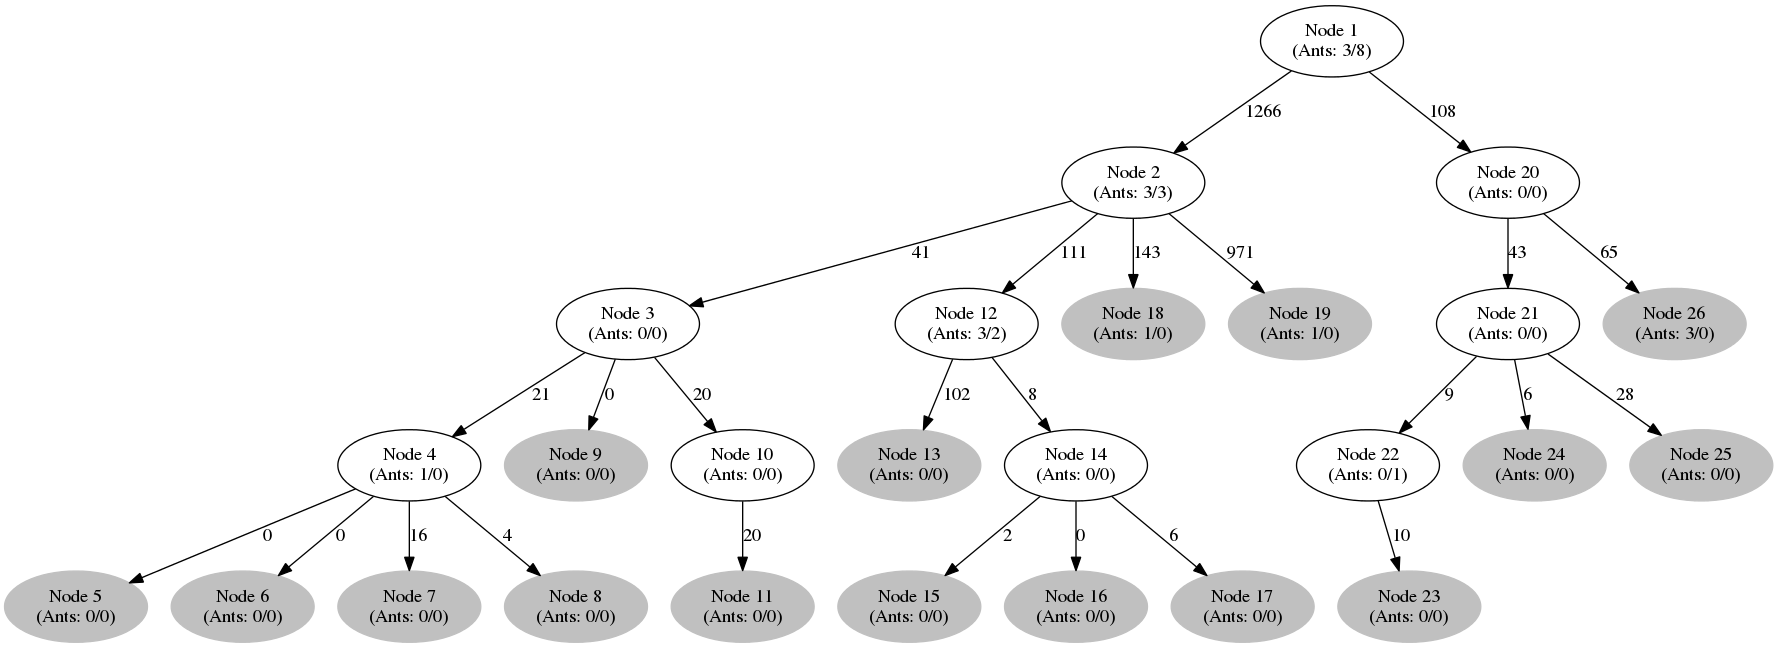 Node 1
(Ants: 3/8)
1266
108
Node 2
(Ants: 3/3)
Node 20
(Ants: 0/0)
41
111
143
971
43
65
Node 3
(Ants: 0/0)
Node 12
(Ants: 3/2)
Node 18
(Ants: 1/0)
Node 19
(Ants: 1/0)
Node 21
(Ants: 0/0)
Node 26
(Ants: 3/0)
21
0
20
102
8
9
6
28
Node 4
(Ants: 1/0)
Node 9
(Ants: 0/0)
Node 10
(Ants: 0/0)
Node 13
(Ants: 0/0)
Node 14
(Ants: 0/0)
Node 22
(Ants: 0/1)
Node 24
(Ants: 0/0)
Node 25
(Ants: 0/0)
0
0
16
4
20
2
0
6
10
Node 5
(Ants: 0/0)
Node 6
(Ants: 0/0)
Node 7
(Ants: 0/0)
Node 8
(Ants: 0/0)
Node 11
(Ants: 0/0)
Node 15
(Ants: 0/0)
Node 16
(Ants: 0/0)
Node 17
(Ants: 0/0)
Node 23
(Ants: 0/0)